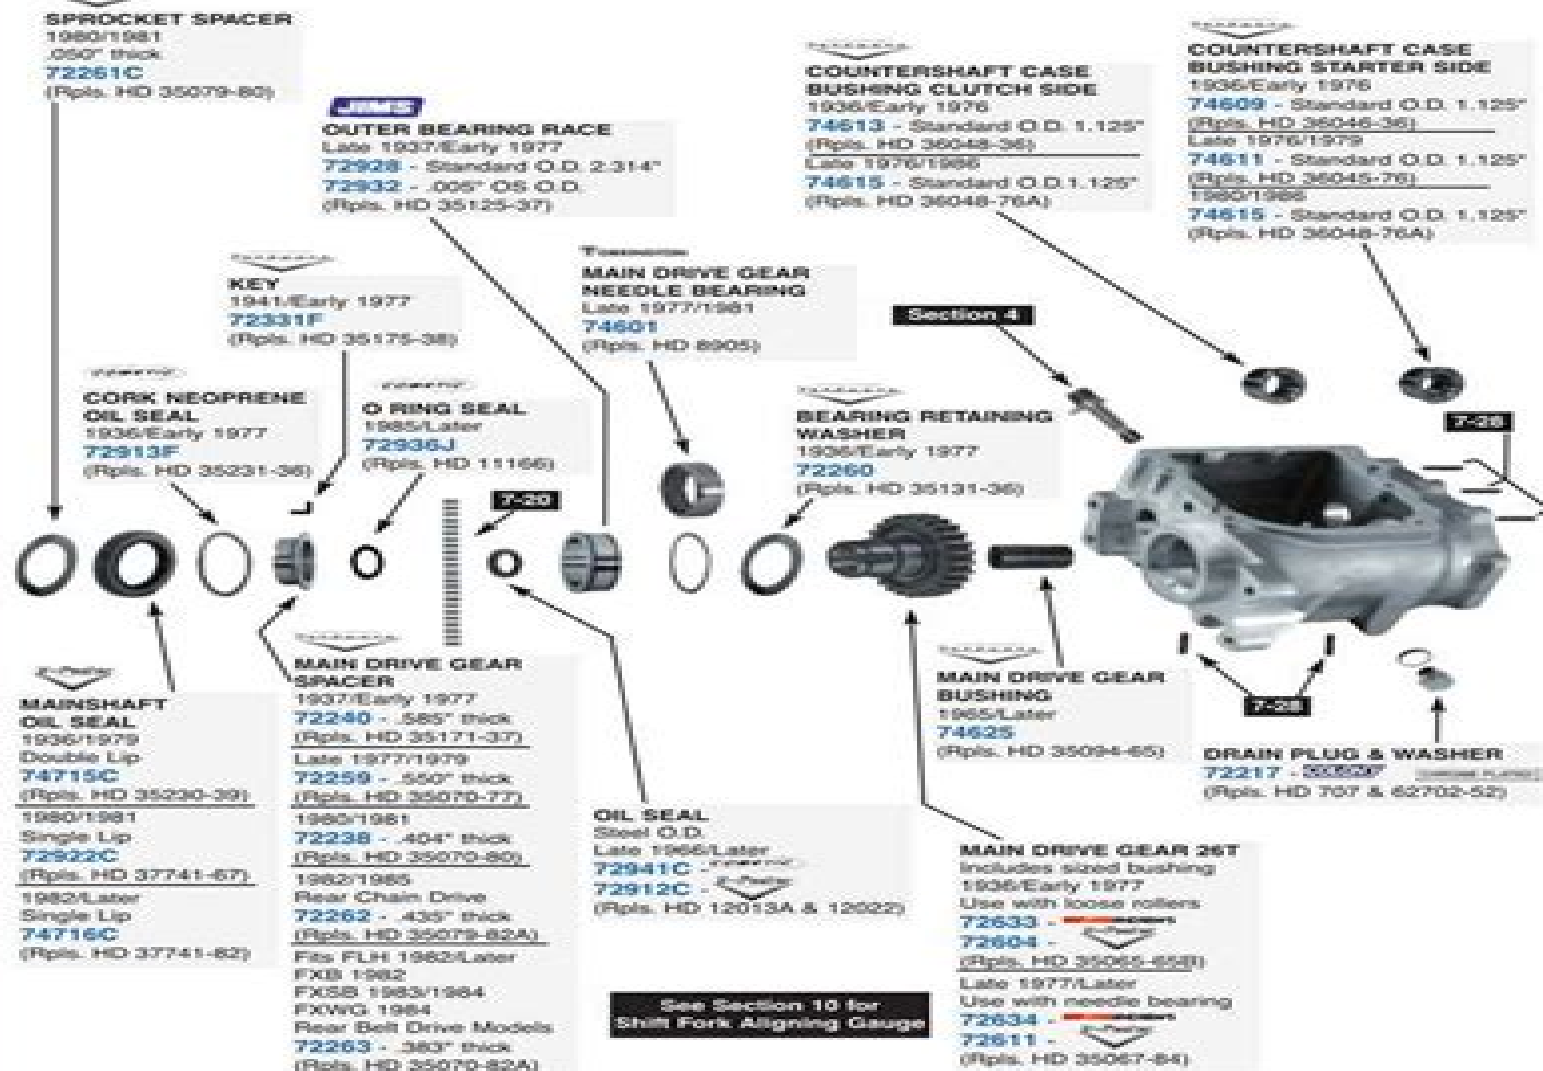 SPROCKET SPACER
1980/1981
.050" thick
72261C
(Rpls. HD 35079-80)
JIMS
OUTER BEARING RACE
Late 1937/Early 1977
72928 - Standard O.D. 2.314"
72932 - .005" OS O.D.
(Rpls. HD 35125-37)
COUNTERSHAFT CASE
BUSHING CLUTCH SIDE
1936/Early 1976
74613 - Standard O.D. 1.125"
(Rpls. HD 36048-36)
Late 1976/1986
74615 - Standard O.D.1.125"
(Rpls. HD 36048-76A)
COUNTERSHAFT CASE
BUSHING STARTER SIDE
1936/Early 1976
74609 - Standard O.D. 1.125"
(Rpls. HD 36046-36)
Late 1976/1979
74611 - Standard O.D. 1.125"
(Rpls. HD 36045-76)
1980/1986
74615 - Standard O.D. 1.125"
(Rpls. HD 36048-76A)
KEY
1941/Early 1977
72331F
(Rpls. HD 35175-38)
TORRINGTON
MAIN DRIVE GEAR
NEEDLE BEARING
Late 1977/1981
74601
(Rpls. HD 8905)
Section 4
CORK NEOPRENE
OIL SEAL
1936/Early 1977
72913F
(Rpls. HD 35231-36)
O RING SEAL
1985/Later
72936J
(Rpls. HD 11166)
BEARING RETAINING
WASHER
1936/Early 1977
72260
(Rpls. HD 35131-36)
7-28
7-20
MAINSHAFT
OIL SEAL
1936/1979
Double Lip
74715C
(Rpls. HD 35230-39)
1980/1981
Single Lip
72922C
(Rpls. HD 37741-67)
1982/Later
Single Lip
74716C
(Rpls. HD 37741-82)
MAIN DRIVE GEAR
SPACER
1937/Early 1977
72240 - .585" thick
(Rpls. HD 35171-37)
Late 1977/1979
72259 - .550" thick
(Rpls. HD 35070-77)
1980/1981
72238 - .404" thick
(Rpls. HD 35070-80)
1982/1985
Rear Chain Drive
72262 - .435" thick
(Rpls. HD 35079-82A)
Fits FLH 1982/Later
FXB 1982
FXSB 1983/1984
FXWG 1984
Rear Belt Drive Models
72263 - .383" thick
(Rpls. HD 35070-82A)
OIL SEAL
Steel O.D.
Late 1966/Later
72941C -
72912C -
(Rpls. HD 12013A & 12022)
MAIN DRIVE GEAR
BUSHING
1965/Later
74625
(Rpls. HD 35094-65)
7-28
DRAIN PLUG & WASHER
72217 - COLONY CHROME PLATED
(Rpls. HD 707 & 62702-52)
MAIN DRIVE GEAR 26T
Includes sized bushing
1936/Early 1977
Use with loose rollers
72633 -
72604 -
(Rpls. HD 35065-65B)
Late 1977/Later
Use with needle bearing
72634 -
72611 -
(Rpls. HD 35067-84)
See Section 10 for
Shift Fork Aligning Gauge